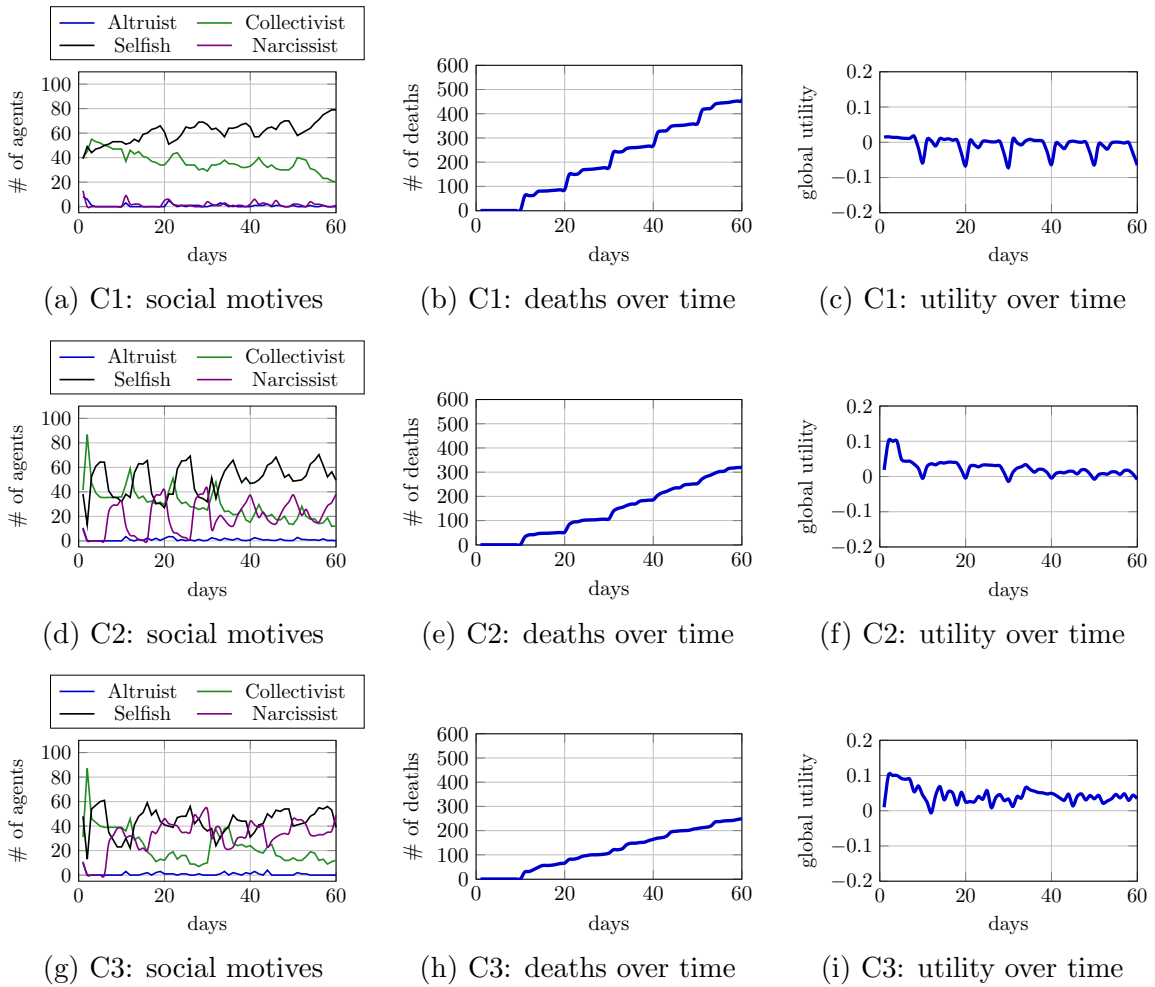 Altruist Collectivist
Selfish Narcissist
# of agents
100
80
60
40
20
0
0 20 40 60
days
(a) C1: social motives
# of deaths
600
500
400
300
200
100
0
0 20 40 60
days
(b) C1: deaths over time
global utility
0.2
0.1
0
−0.1
−0.2
0 20 40 60
days
(c) C1: utility over time
Altruist Collectivist
Selfish Narcissist
# of agents
100
80
60
40
20
0
0 20 40 60
days
(d) C2: social motives
# of deaths
600
500
400
300
200
100
0
0 20 40 60
days
(e) C2: deaths over time
global utility
0.2
0.1
0
−0.1
−0.2
0 20 40 60
days
(f) C2: utility over time
Altruist Collectivist
Selfish Narcissist
# of agents
100
80
60
40
20
0
0 20 40 60
days
(g) C3: social motives
# of deaths
600
500
400
300
200
100
0
0 20 40 60
days
(h) C3: deaths over time
global utility
0.2
0.1
0
−0.1
−0.2
0 20 40 60
days
(i) C3: utility over time